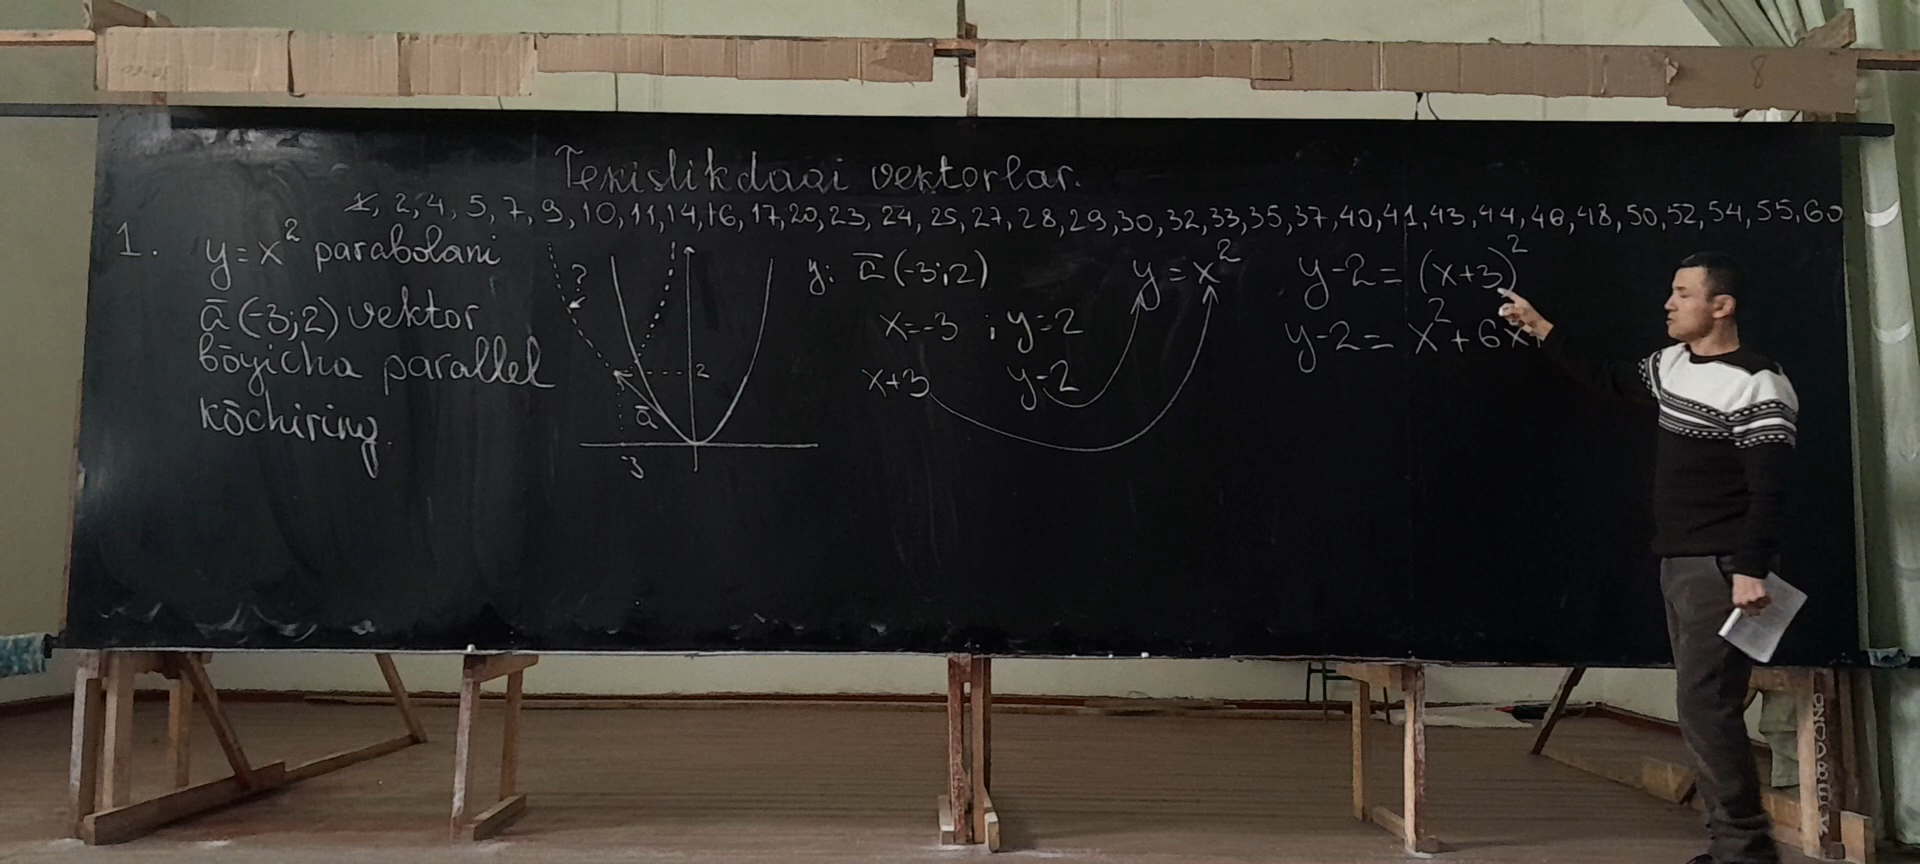 8
Tekislikdagi vektorlar.
1, 2, 4, 5, 7, 9, 10, 11, 14, 16, 17, 20, 23, 24, 25, 27, 28, 29, 30, 32, 33, 35, 37, 40, 41, 43, 44, 46, 48, 50, 52, 54, 55, 60
1. y=x² parabolani
ā(-3;2) vektor
bōyicha parallel
kōchiring.
?
2
ā
-3
y: ā(-3;2)
x=-3 ; y=2
x+3 y-2
y=x²
y-2=(x+3)²
y-2=x²+6x